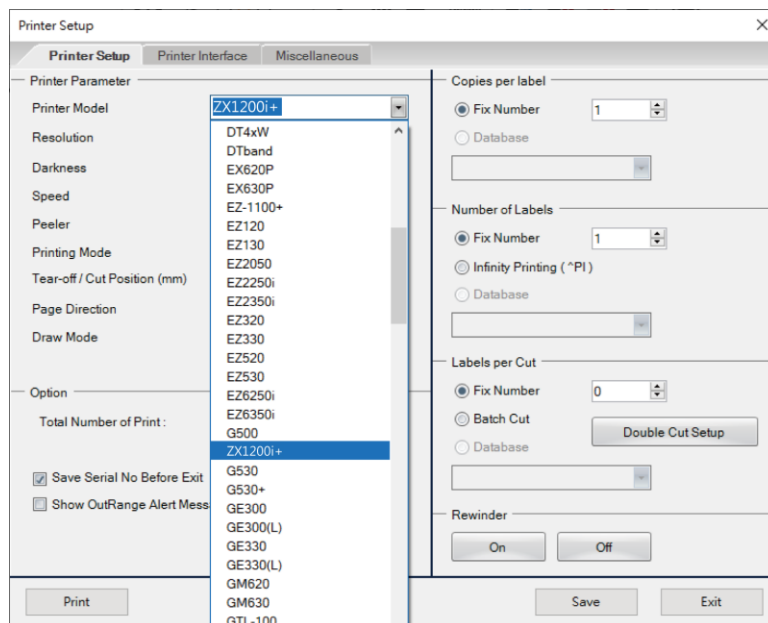 Printer Setup
Printer Setup
Printer Interface
Miscellaneous
Printer Parameter
Printer Model
ZX1200i+
Resolution
Darkness
Speed
Peeler
Printing Mode
Tear-off / Cut Position (mm)
Page Direction
Draw Mode
DT4xW
DTband
EX620P
EX630P
EZ-1100+
EZ120
EZ130
EZ2050
EZ2250i
EZ2350i
EZ320
EZ330
EZ520
EZ530
EZ6250i
EZ6350i
G500
ZX1200i+
G530
G530+
GE300
GE300(L)
GE330
GE330(L)
GM620
GM630
GTL-100
Option
Total Number of Print :
Save Serial No Before Exit
Show OutRange Alert Mess
Copies per label
Fix Number
1
Database
Number of Labels
Fix Number
1
Infinity Printing ( ^PI )
Database
Labels per Cut
Fix Number
0
Batch Cut
Double Cut Setup
Database
Rewinder
On
Off
Print
Save
Exit